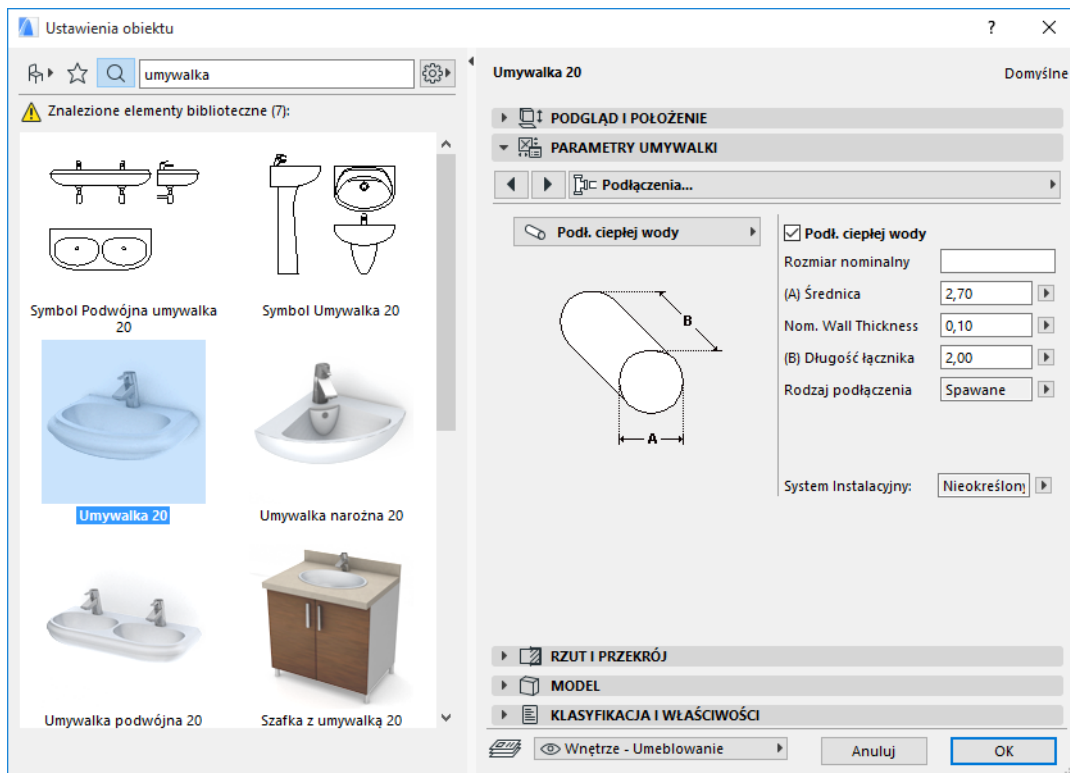 Ustawienia obiektu
?
umywalka
Znalezione elementy biblioteczne (7):
Symbol Podwójna umywalka
20
Symbol Umywalka 20
Umywalka 20
Umywalka narożna 20
Umywalka podwójna 20
Szafka z umywalką 20
Umywalka 20
Domyślne
PODGLĄD I POŁOŻENIE
PARAMETRY UMYWALKI
Podłączenia...
Podł. ciepłej wody
B
A
Podł. ciepłej wody
Rozmiar nominalny
(A) Średnica 2,70
Nom. Wall Thickness 0,10
(B) Długość łącznika 2,00
Rodzaj podłączenia Spawane
System Instalacyjny: Nieokreślony
RZUT I PRZEKRÓJ
MODEL
KLASYFIKACJA I WŁAŚCIWOŚCI
Wnętrze - Umeblowanie
Anuluj
OK